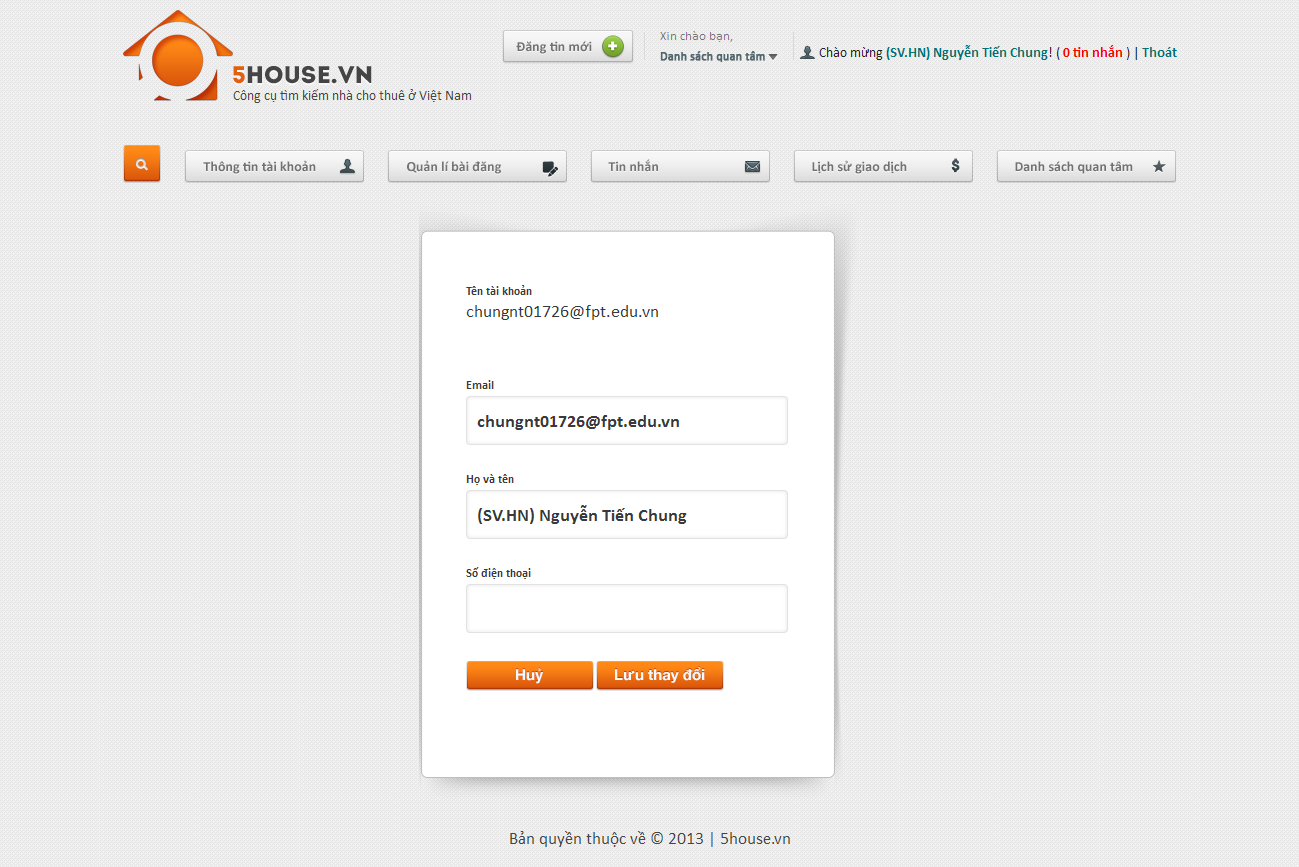 5HOUSE.VN
Công cụ tìm kiếm nhà cho thuê ở Việt Nam
Đăng tin mới
Xin chào bạn,
Danh sách quan tâm
Chào mừng (SV.HN) Nguyễn Tiến Chung! ( 0 tin nhắn ) | Thoát
Thông tin tài khoản
Quản lí bài đăng
Tin nhắn
Lịch sử giao dịch
Danh sách quan tâm
Tên tài khoản
chungnt01726@fpt.edu.vn
Email
chungnt01726@fpt.edu.vn
Họ và tên
(SV.HN) Nguyễn Tiến Chung
Số điện thoại
Huỷ
Lưu thay đổi
Bản quyền thuộc về © 2013 | 5house.vn